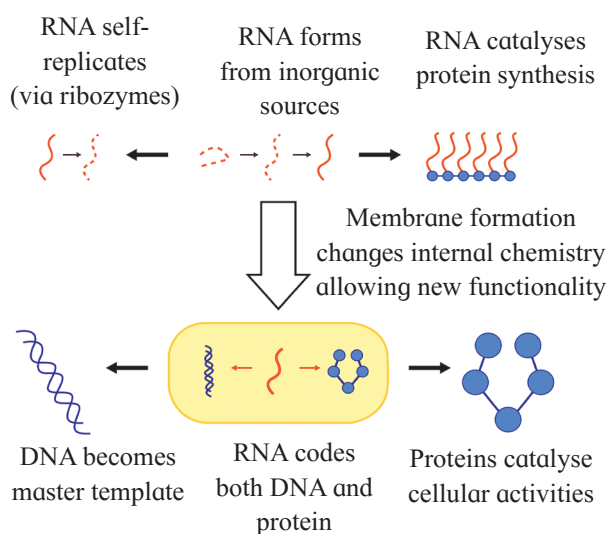 RNA self-
replicates
(via ribozymes)
RNA forms
from inorganic
sources
RNA catalyses
protein synthesis
Membrane formation
changes internal chemistry
allowing new functionality
DNA becomes
master template
RNA codes
both DNA and
protein
Proteins catalyse
cellular activities